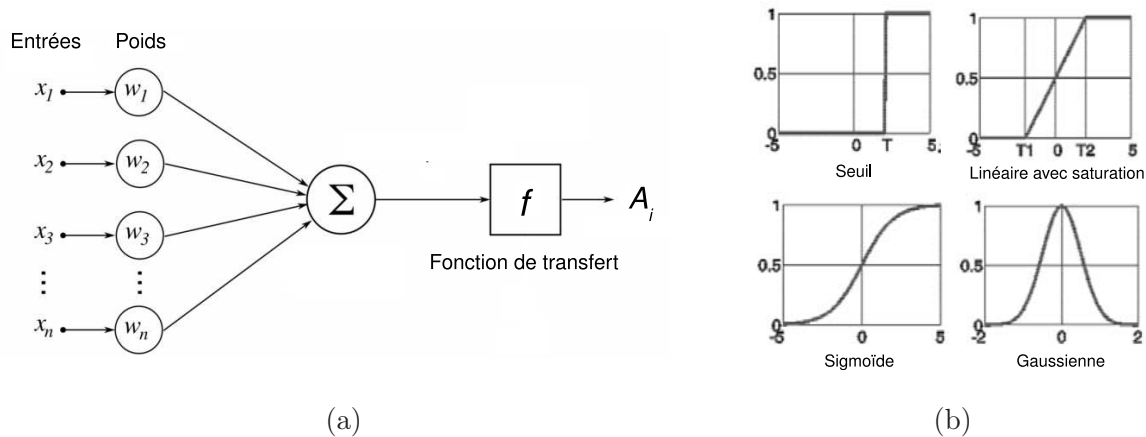 Entrées Poids
x1 w1
x2 w2
x3 w3
xn wn
Σ
f
Ai
Fonction de transfert
(a)
1
0.5
0
-5 0 T 5.
Seuil
1
0.5
0
-5 T1 0 T2 5
Linéaire avec saturation
1
0.5
0
-5 0 5
Sigmoïde
1
0.5
0
-2 0 2
Gaussienne
(b)